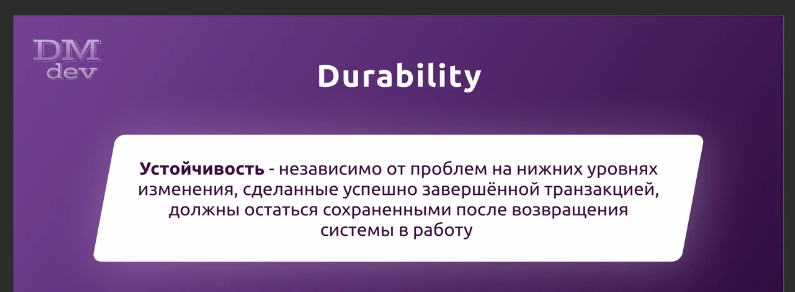 DM
dev
Durability
Устойчивость - независимо от проблем на нижних уровнях
изменения, сделанные успешно завершённой транзакцией,
должны остаться сохраненными после возвращения
системы в работу